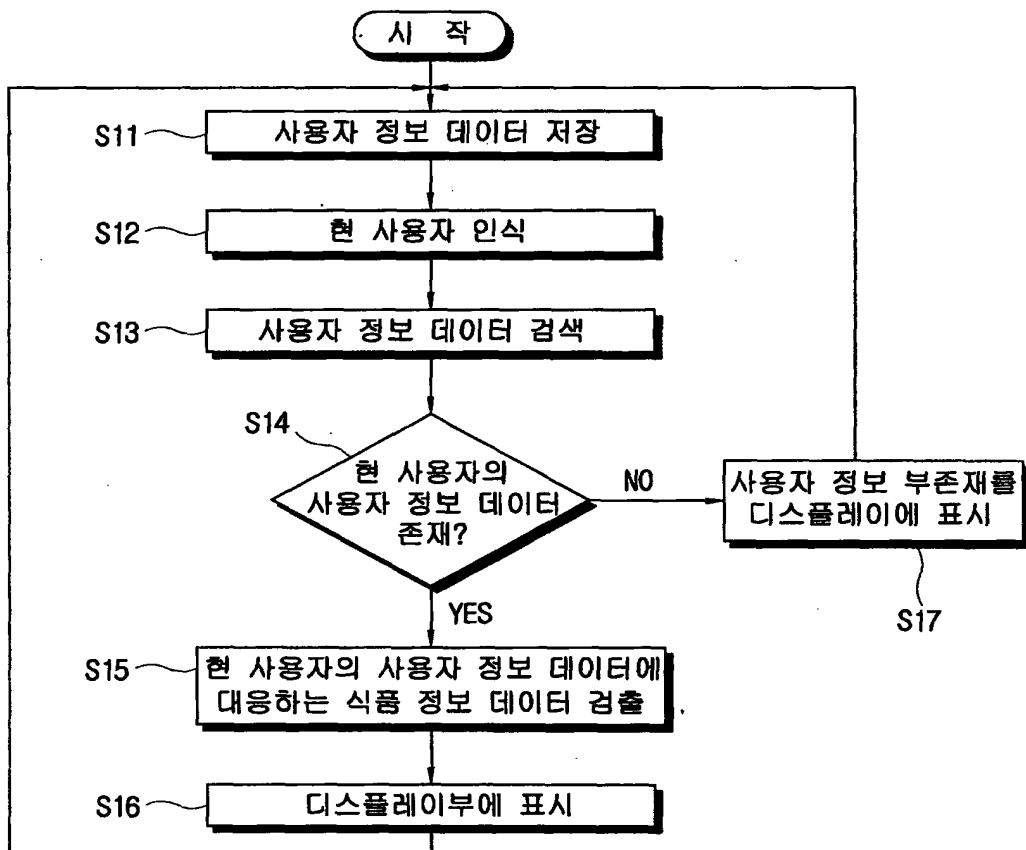 시 작
S11
사용자 정보 데이터 저장
S12
현 사용자 인식
S13
사용자 정보 데이터 검색
S14
현 사용자의
사용자 정보 데이터
존재?
NO
사용자 정보 부존재를
디스플레이에 표시
S17
YES
S15
현 사용자의 사용자 정보 데이터에
대응하는 식품 정보 데이터 검출
S16
디스플레이부에 표시